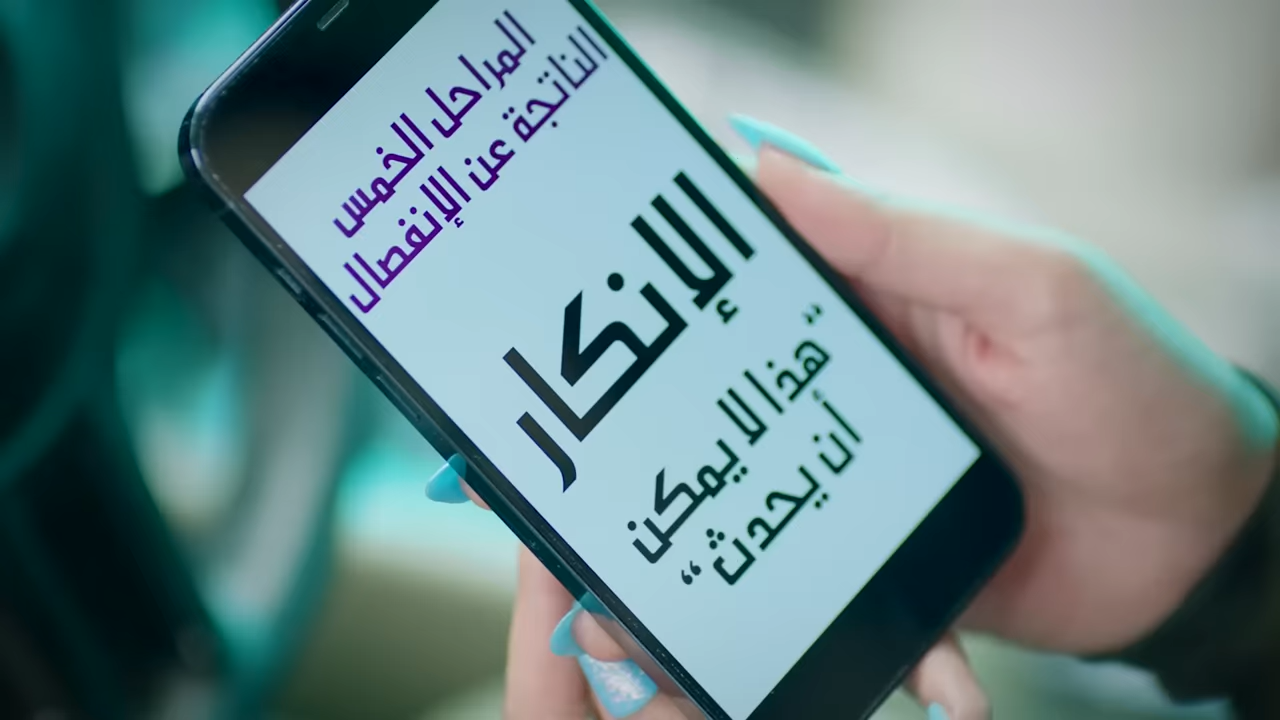 المراحل الخمس
الناتجة عن الإنفصال
الإنكار
"هذا لا يمكن
أن يحدث"